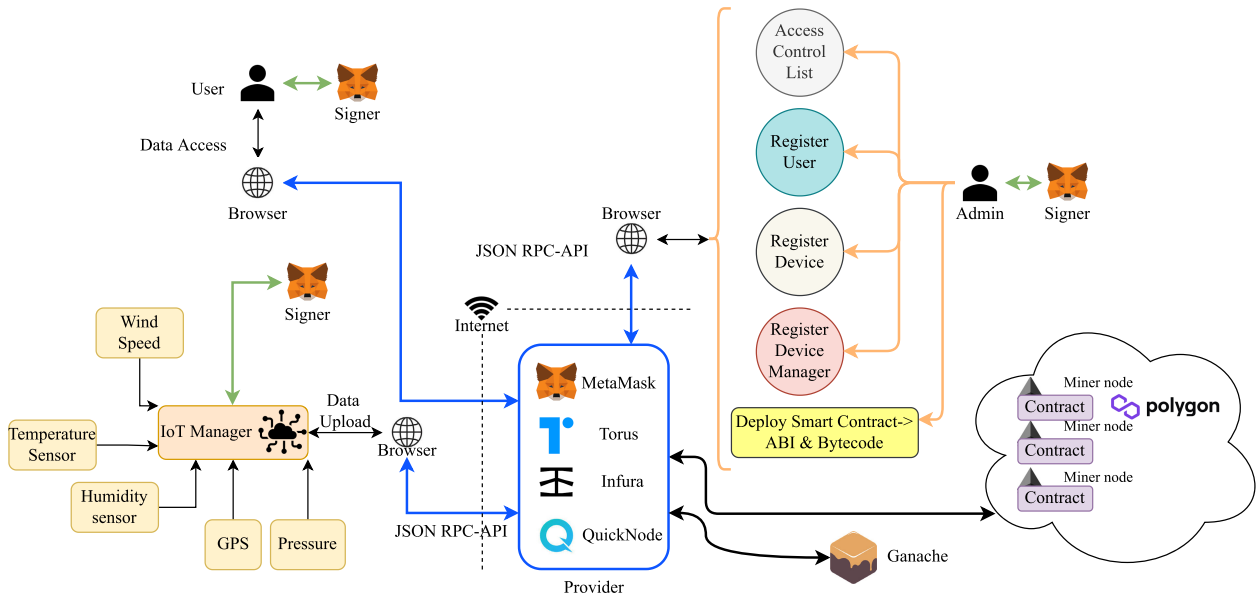 Access
Control
List
User
Signer
Data Access
Browser
Register
User
Browser
JSON RPC-API
Admin
Signer
Register
Device
Signer
Internet
Wind
Speed
Register
Device
Manager
MetaMask
Torus
Infura
QuickNode
Provider
Data
Upload
IoT Manager
Browser
Temperature
Sensor
Humidity
sensor
GPS
Pressure
JSON RPC-API
Deploy Smart Contract->
ABI & Bytecode
Miner node
Contract
polygon
Miner node
Contract
Miner node
Contract
Ganache